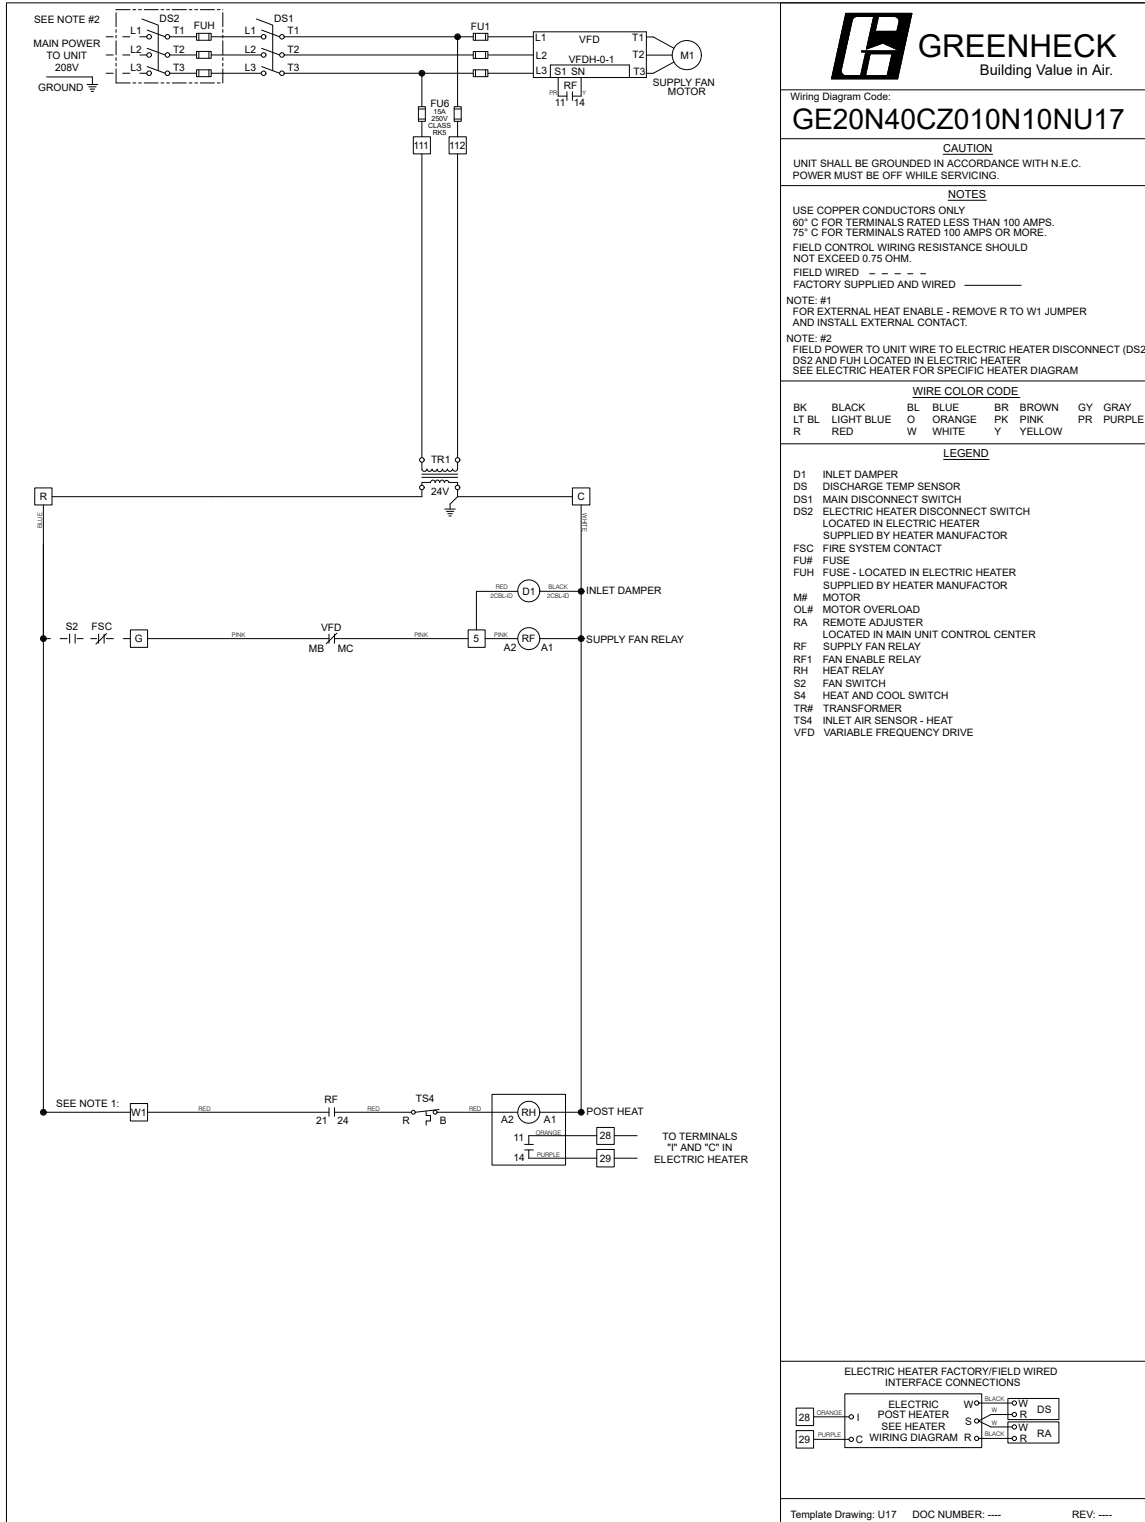 SEE NOTE #2
MAIN POWER
TO UNIT
208V
GROUND
DS2
L1 T1 FUH
L2 T2
L3 T3
DS1
L1 T1
L2 T2
L3 T3
FU1
L1 VFD T1
L2 VFDH-0-1 T2
L3 S1 SN T3
M1
SUPPLY FAN
MOTOR
PR RF Y
11 14
FU6
15A
250V
CLASS
RK5
111 112
TR1
24V
R
C
BLUE
WHITE
RED D1 BLACK INLET DAMPER
2CBL-ID 2CBL-ID
S2 FSC
G PINK VFD PINK 5 PINK RF SUPPLY FAN RELAY
MB MC A2 A1
SEE NOTE 1: W1 RED RF RED TS4 RED RH POST HEAT
21 24 R B A2 A1
11 ORANGE 28
14 PURPLE 29
TO TERMINALS
"I" AND "C" IN
ELECTRIC HEATER
GREENHECK
Building Value in Air.
Wiring Diagram Code:
GE20N40CZ010N10NU17
CAUTION
UNIT SHALL BE GROUNDED IN ACCORDANCE WITH N.E.C.
POWER MUST BE OFF WHILE SERVICING.
NOTES
USE COPPER CONDUCTORS ONLY
60° C FOR TERMINALS RATED LESS THAN 100 AMPS.
75° C FOR TERMINALS RATED 100 AMPS OR MORE.
FIELD CONTROL WIRING RESISTANCE SHOULD
NOT EXCEED 0.75 OHM.
FIELD WIRED
FACTORY SUPPLIED AND WIRED
NOTE: #1
FOR EXTERNAL HEAT ENABLE - REMOVE R TO W1 JUMPER
AND INSTALL EXTERNAL CONTACT.
NOTE: #2
FIELD POWER TO UNIT WIRE TO ELECTRIC HEATER DISCONNECT (DS2
DS2 AND FUH LOCATED IN ELECTRIC HEATER
SEE ELECTRIC HEATER FOR SPECIFIC HEATER DIAGRAM
WIRE COLOR CODE
BK BLACK BL BLUE BR BROWN GY GRAY
LT BL LIGHT BLUE O ORANGE PK PINK PR PURPLE
R RED W WHITE Y YELLOW
LEGEND
D1 INLET DAMPER
DS DISCHARGE TEMP SENSOR
DS1 MAIN DISCONNECT SWITCH
DS2 ELECTRIC HEATER DISCONNECT SWITCH
LOCATED IN ELECTRIC HEATER
SUPPLIED BY HEATER MANUFACTOR
FSC FIRE SYSTEM CONTACT
FU# FUSE
FUH FUSE - LOCATED IN ELECTRIC HEATER
SUPPLIED BY HEATER MANUFACTOR
M# MOTOR
OL# MOTOR OVERLOAD
RA REMOTE ADJUSTER
LOCATED IN MAIN UNIT CONTROL CENTER
RF SUPPLY FAN RELAY
RF1 FAN ENABLE RELAY
RH HEAT RELAY
S2 FAN SWITCH
S4 HEAT AND COOL SWITCH
TR# TRANSFORMER
TS4 INLET AIR SENSOR - HEAT
VFD VARIABLE FREQUENCY DRIVE
ELECTRIC HEATER FACTORY/FIELD WIRED
INTERFACE CONNECTIONS
28 ORANGE I
29 PURPLE C
ELECTRIC
POST HEATER
SEE HEATER
WIRING DIAGRAM
W BLACK W
W R DS
S
W W
R BLACK R RA
Template Drawing: U17 DOC NUMBER: ---- REV: ----